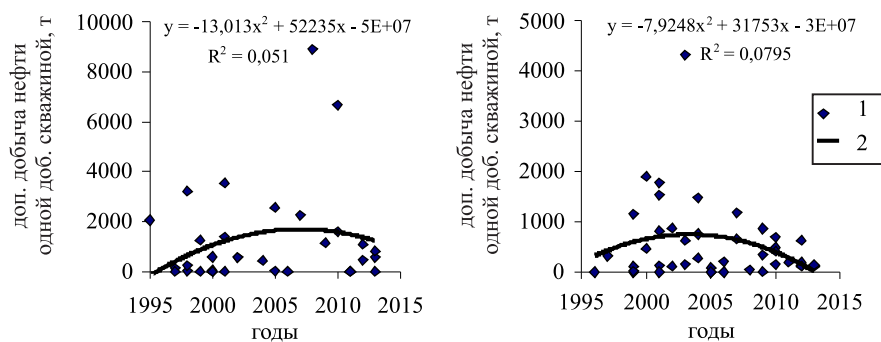 y = -13,013x² + 52235x - 5E+07
R² = 0,051
доп. добыча нефти
одной доб. скважиной, т
10000
8000
6000
4000
2000
0
1995
2000
2005
2010
2015
годы
y = -7,9248x² + 31753x - 3E+07
R² = 0,0795
доп. добыча нефти
одной доб. скважиной, т
5000
4000
3000
2000
1000
0
1995
2000
2005
2010
2015
годы
1
2